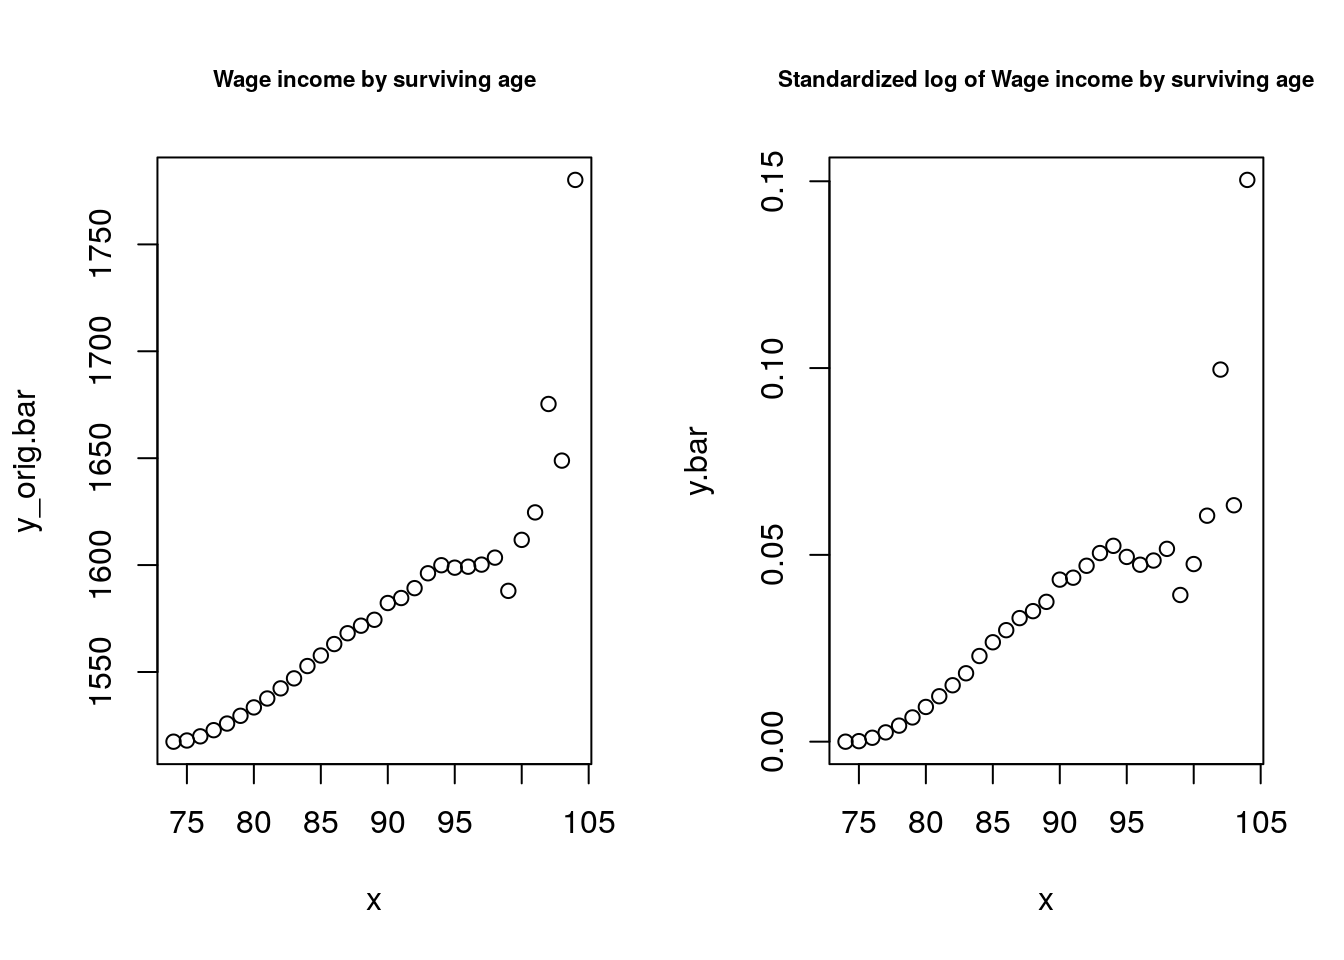 Wage income by surviving age
y_orig.bar
1750
1700
1650
1600
1550
75 80 85 90 95 105
x
Standardized log of Wage income by surviving age
y.bar
0.15
0.10
0.05
0.00
75 80 85 90 95 105
x